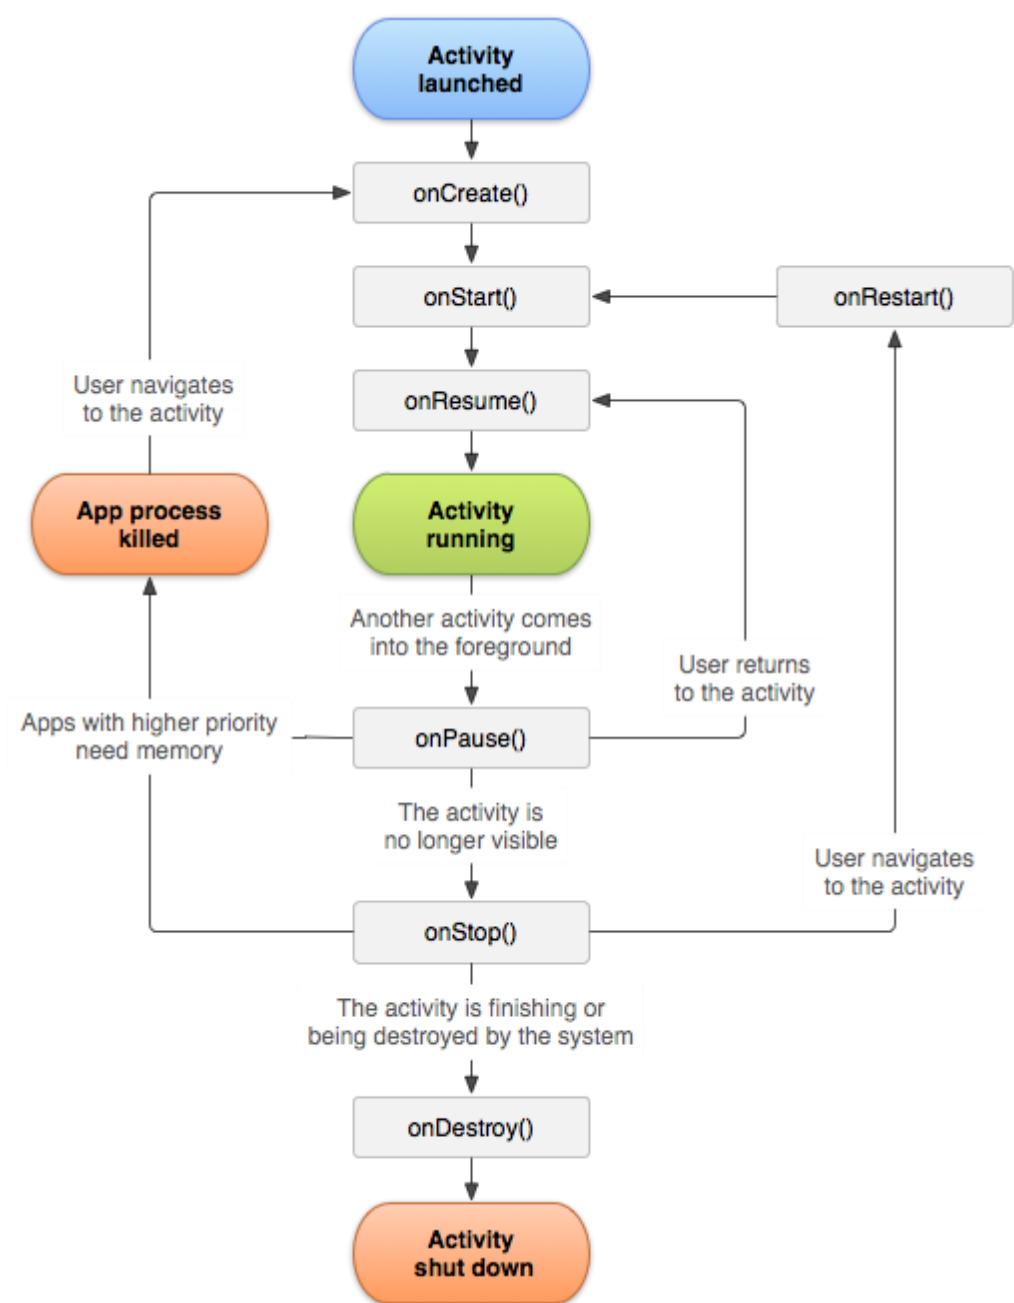 Activity
launched
onCreate()
onStart()
onRestart()
onResume()
User navigates
to the activity
App process
killed
Activity
running
Another activity comes
into the foreground
User returns
to the activity
Apps with higher priority
need memory
onPause()
The activity is
no longer visible
User navigates
to the activity
onStop()
The activity is finishing or
being destroyed by the system
onDestroy()
Activity
shut down